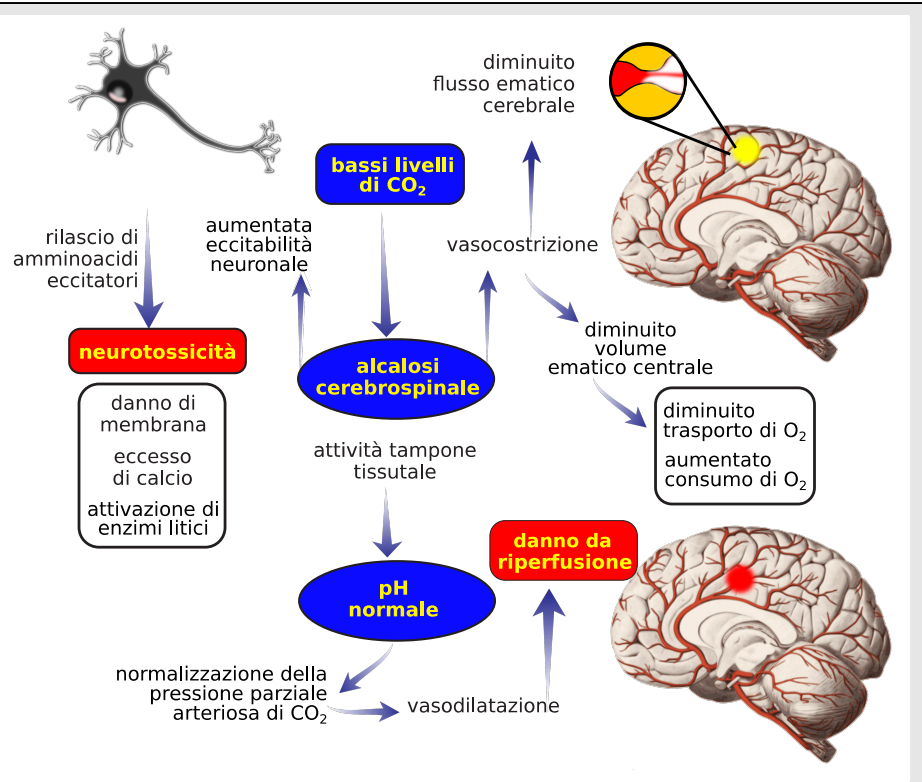 diminuito
flusso ematico
cerebrale
bassi livelli
di CO₂
aumentata
eccitabilità
neuronale
rilascio di
amminoacidi
eccitatori
vasocostrizione
neurotossicità
alcalosi
cerebrospinale
diminuito
volume
ematico centrale
danno di
membrana
eccesso
di calcio
attivazione di
enzimi litici
diminuito
trasporto di O₂
aumentato
consumo di O₂
attività tampone
tissutale
danno da
riperfusione
pH
normale
normalizzazione della
pressione parziale
arteriosa di CO₂
vasodilatazione